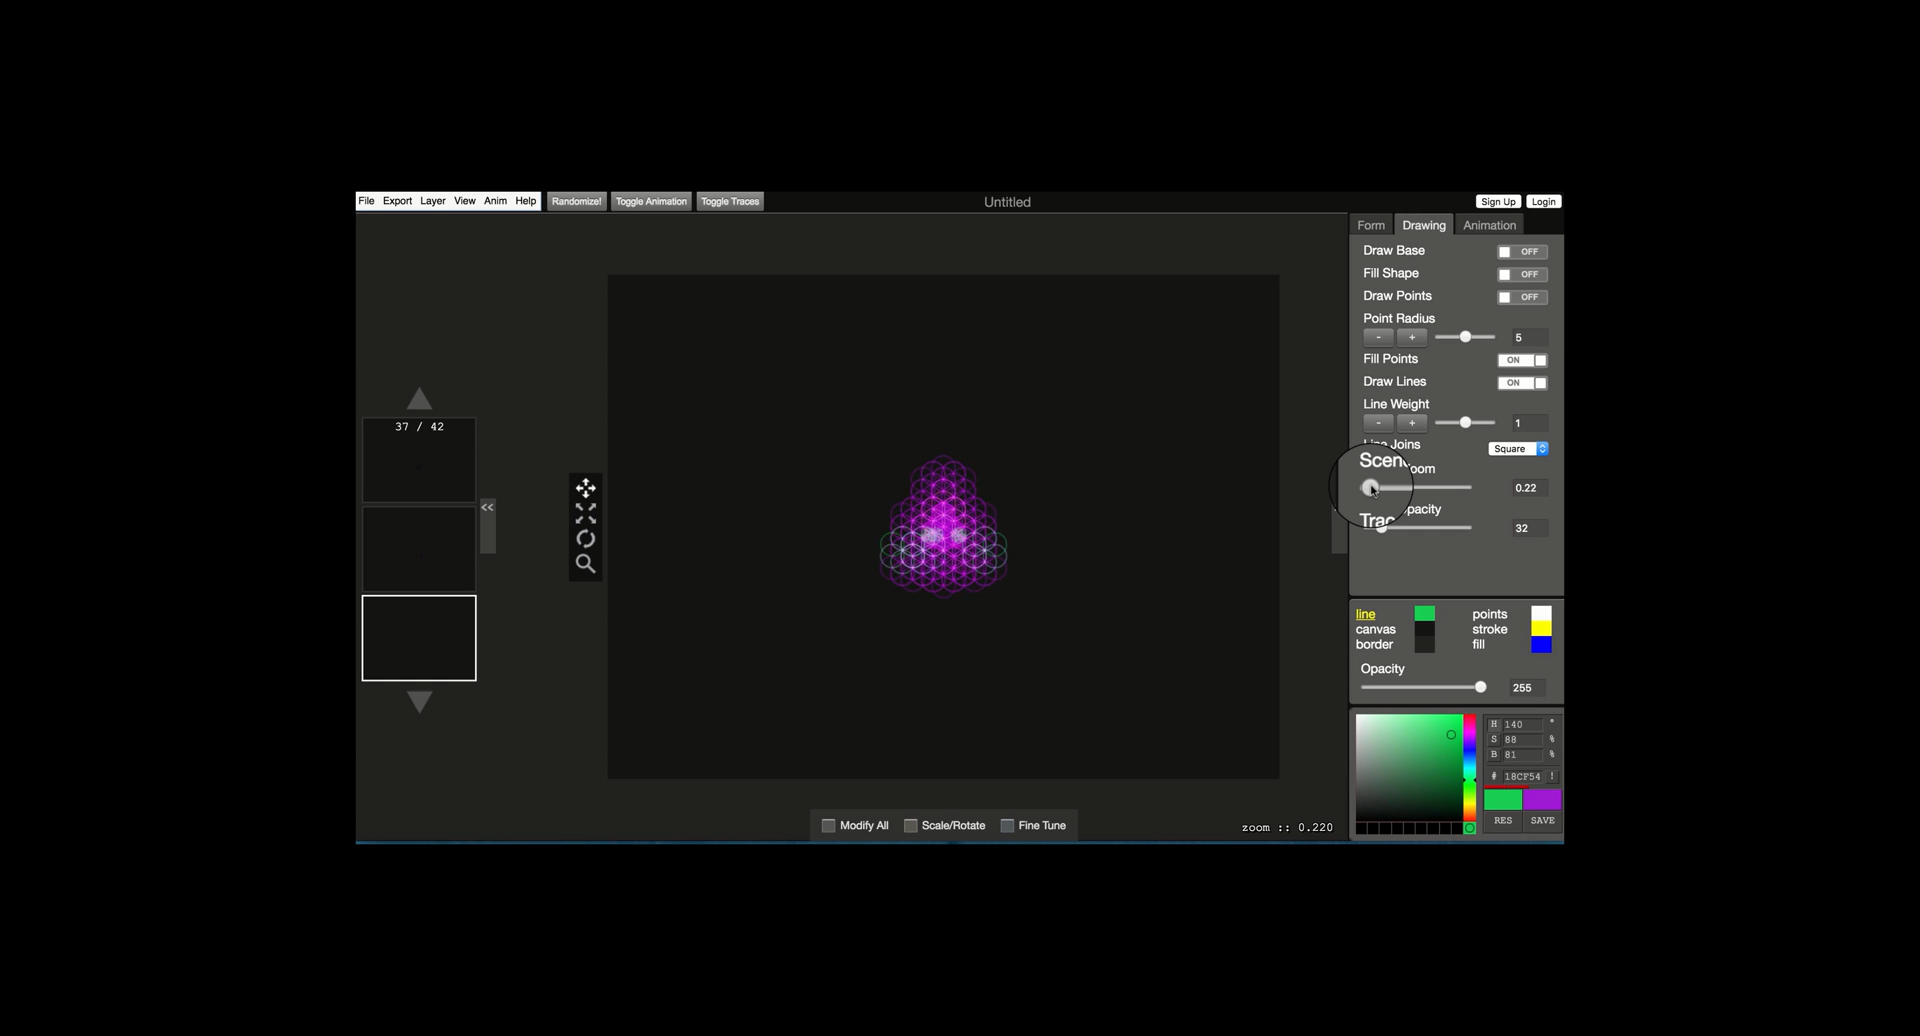 File Export Layer View Anim Help Randomize! Toggle Animation Toggle Traces Untitled Sign Up Login
Form Drawing Animation
Draw Base OFF
Fill Shape OFF
Draw Points OFF
Point Radius
- + 5
Fill Points ON
Draw Lines ON
Line Weight
- + 1
Joins Square
Scen oom
0.22
Trac pacity
32
37 / 42
<<
line points
canvas stroke
border fill
Opacity
255
H 140 °
S 88 %
B 81 %
# 18CF54 !
RES SAVE
Modify All Scale/Rotate Fine Tune
zoom :: 0.220